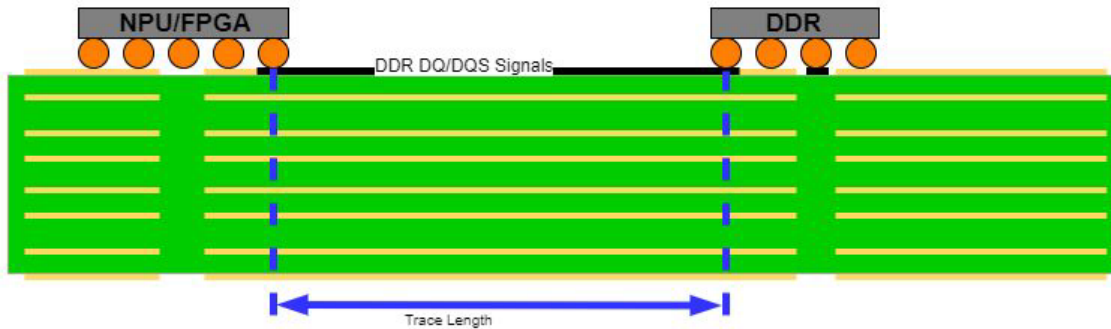 NPU/FPGA
DDR
DDR DQ/DQS Signals
Trace Length